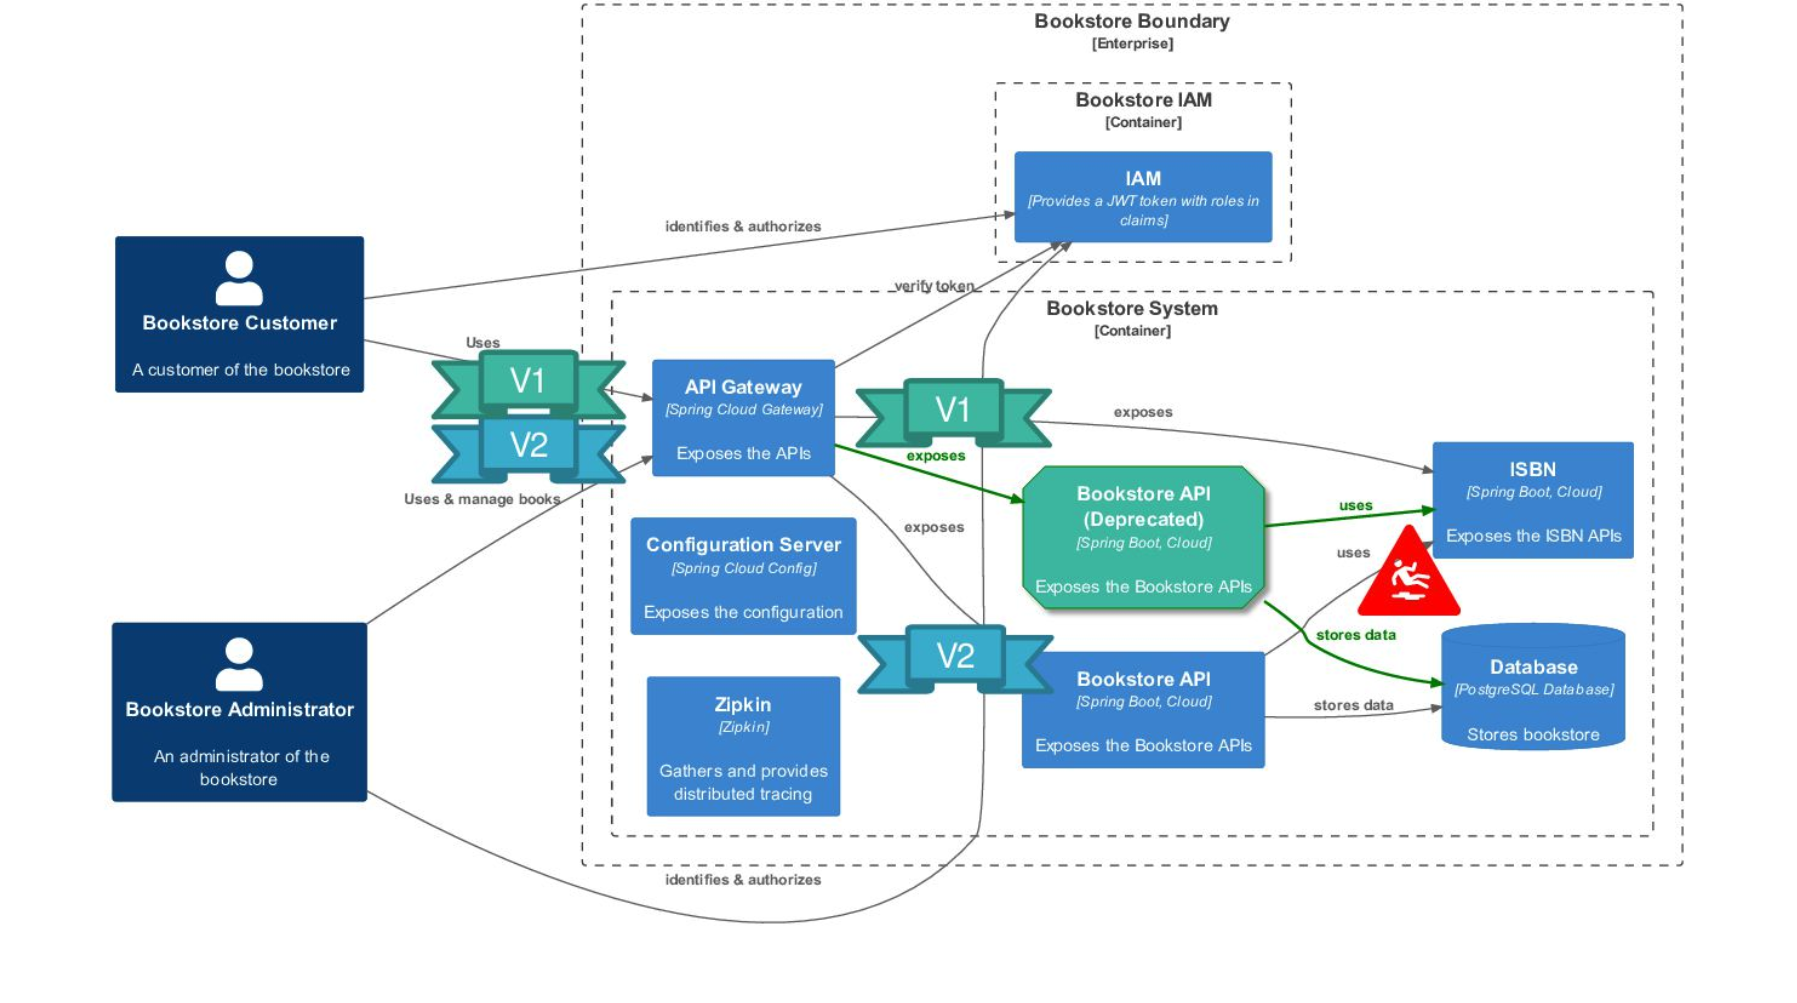 Bookstore Boundary
[Enterprise]
Bookstore IAM
[Container]
IAM
[Provides a JWT token with roles in
claims]
identifies & authorizes
Bookstore Customer
A customer of the bookstore
Uses
verify token
Bookstore System
[Container]
V1
V2
API Gateway
[Spring Cloud Gateway]
Exposes the APIs
V1
exposes
exposes
ISBN
[Spring Boot, Cloud]
Exposes the ISBN APIs
Uses & manage books
exposes
Bookstore API
(Deprecated)
[Spring Boot, Cloud]
Exposes the Bookstore APIs
uses
uses
Configuration Server
[Spring Cloud Config]
Exposes the configuration
stores data
V2
Bookstore Administrator
An administrator of the
bookstore
Zipkin
[Zipkin]
Gathers and provides
distributed tracing
Bookstore API
[Spring Boot, Cloud]
Exposes the Bookstore APIs
stores data
Database
[PostgreSQL Database]
Stores bookstore
identifies & authorizes